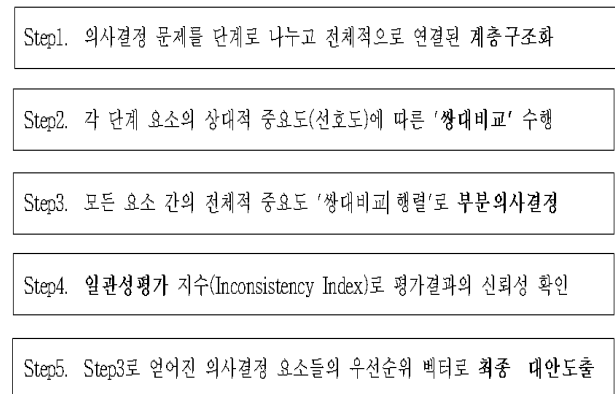 Step1. 의사결정 문제를 단계로 나누고 전체적으로 연결된 계층구조화
Step2. 각 단계 요소의 상대적 중요도(선호도)에 따른 '쌍대비교' 수행
Step3. 모든 요소 간의 전체적 중요도 '쌍대비교 행렬'로 부분의사결정
Step4. 일관성평가 지수(Inconsistency Index)로 평가결과의 신뢰성 확인
Step5. Step3로 얻어진 의사결정 요소들의 우선순위 벡터로 최종 대안도출